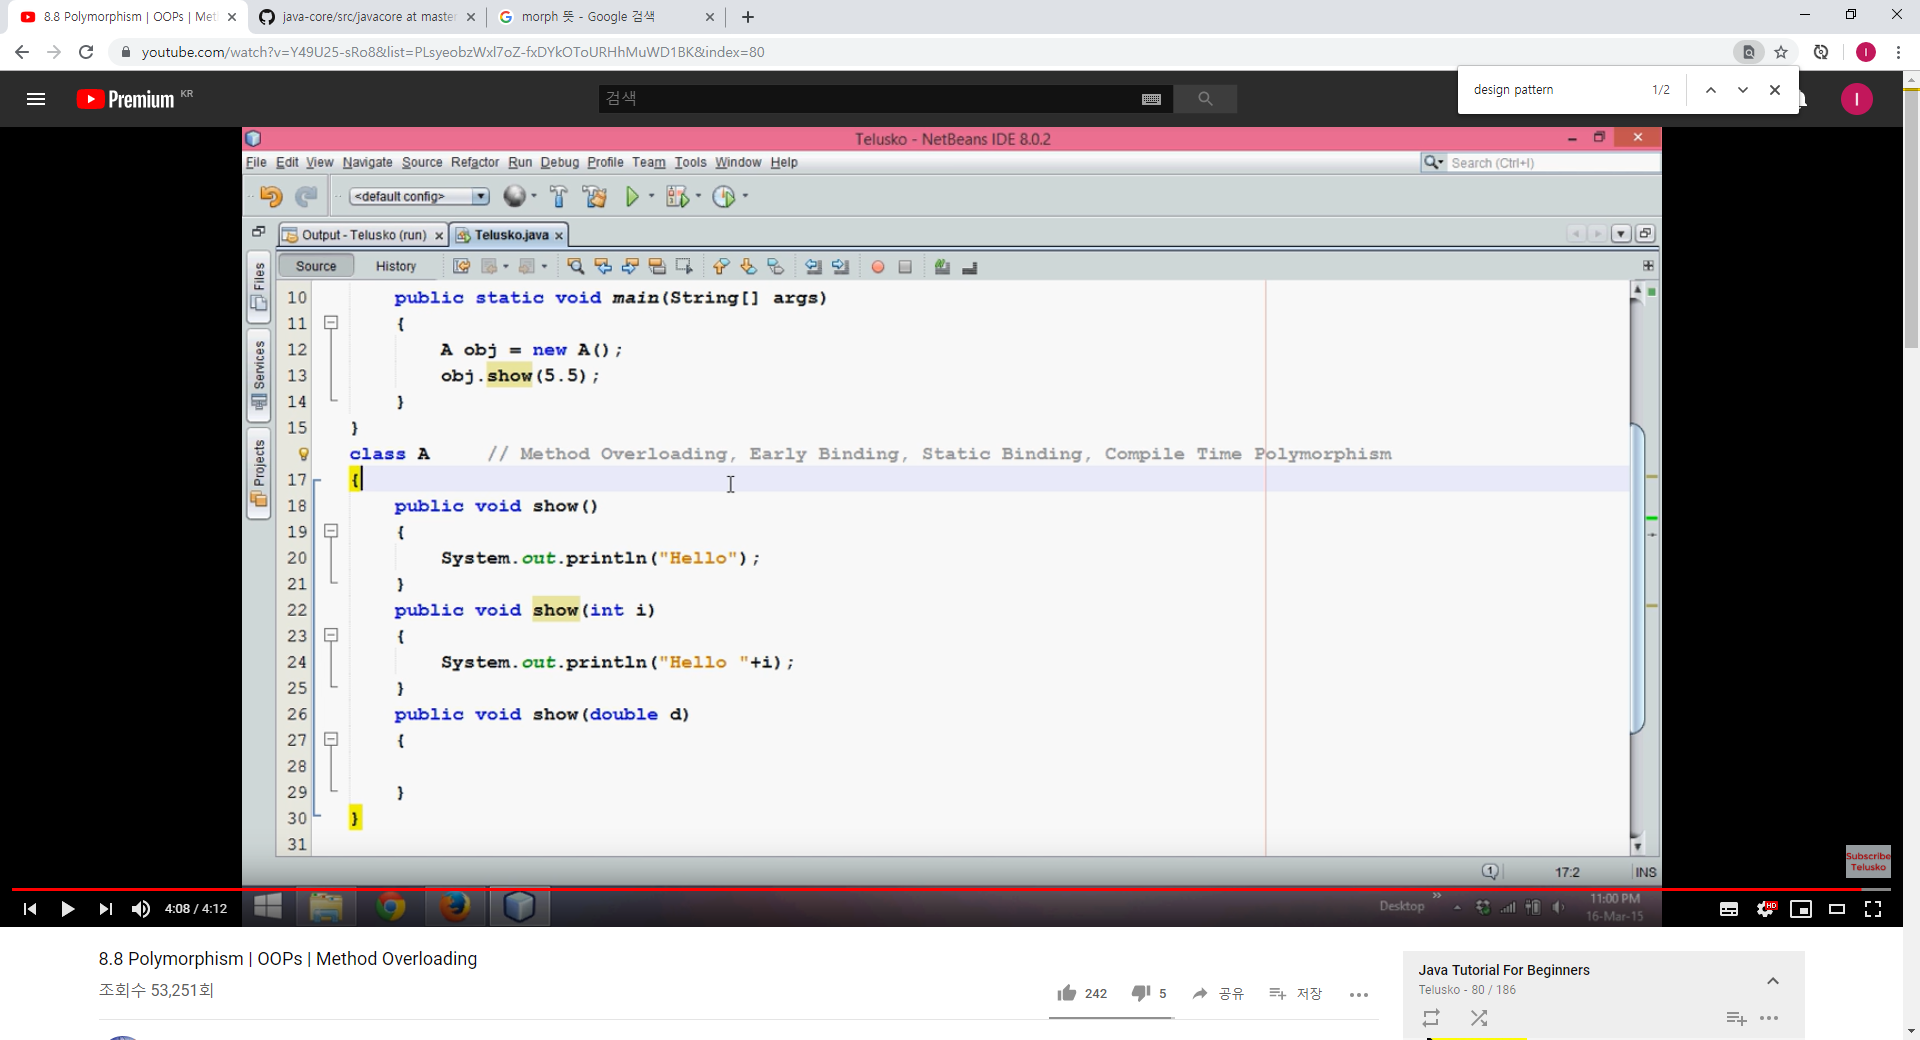 8.8 Polymorphism | OOPs | Met
java-core/src/javacore at master
morph 뜻 - Google 검색
youtube.com/watch?v=Y49U25-sRo8&list=PLsyeobzWxl7oZ-fxDYkOToURHhMuWD1BK&index=80
design pattern 1/2
Premium KR
검색
Telusko - NetBeans IDE 8.0.2
File Edit View Navigate Source Refactor Run Debug Profile Team Tools Window Help
Search (Ctrl+I)
<default config>
Output - Telusko (run)
Telusko.java
Source History
Files
Services
Projects
10 public static void main(String[] args)
11 {
12 A obj = new A();
13 obj.show(5.5);
14 }
15 }
class A // Method Overloading, Early Binding, Static Binding, Compile Time Polymorphism
17 {
18 public void show()
19 {
20 System.out.println("Hello");
21 }
22 public void show(int i)
23 {
24 System.out.println("Hello "+i);
25 }
26 public void show(double d)
27 {
28
29 }
30 }
31
Subscribe
Telusko
17:2 INS
4:08 / 4:12
Desktop
11:00 PM
16-Mar-15
HD
8.8 Polymorphism | OOPs | Method Overloading
조회수 53,251회
242 5 공유 저장
Java Tutorial For Beginners
Telusko - 80 / 186